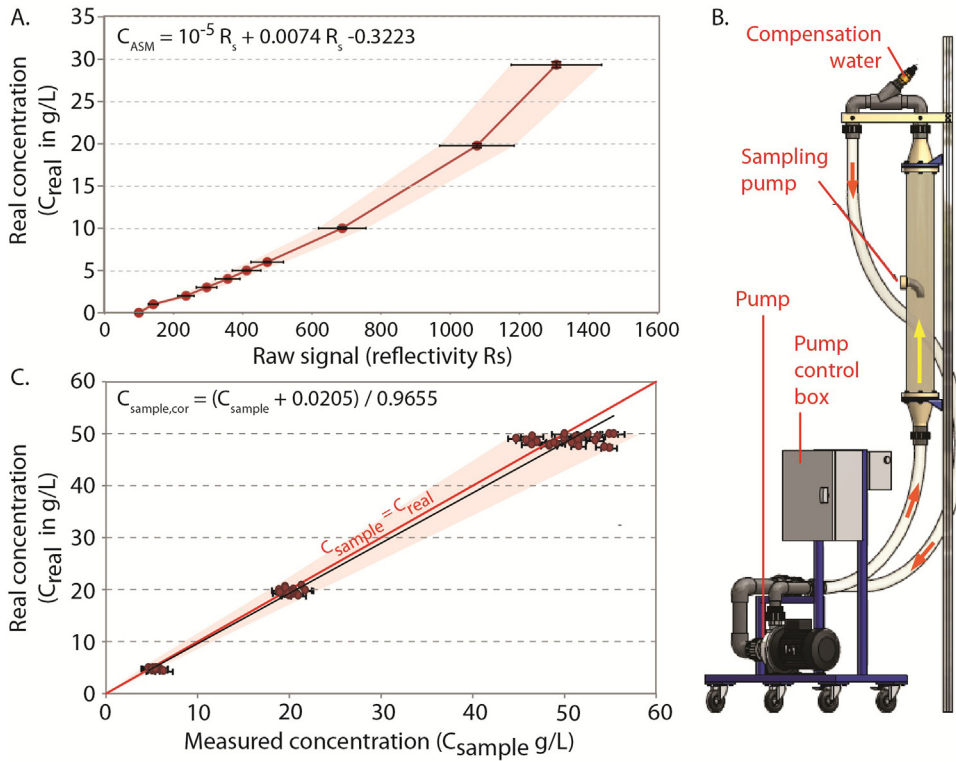 A.
C_ASM = 10^-5 R_s + 0.0074 R_s -0.3223
Real concentration
(C_real in g/L)
35
30
25
20
15
10
5
0
200
400
600
800
1000
1200
1400
1600
Raw signal (reflectivity Rs)
B.
Compensation
water
Sampling
pump
Pump
Pump
control
box
C.
C_sample,cor = (C_sample + 0.0205) / 0.9655
Real concentration
(C_real in g/L)
60
50
40
30
20
10
0
C_sample = C_real
0
10
20
30
40
50
60
Measured concentration (C_sample g/L)